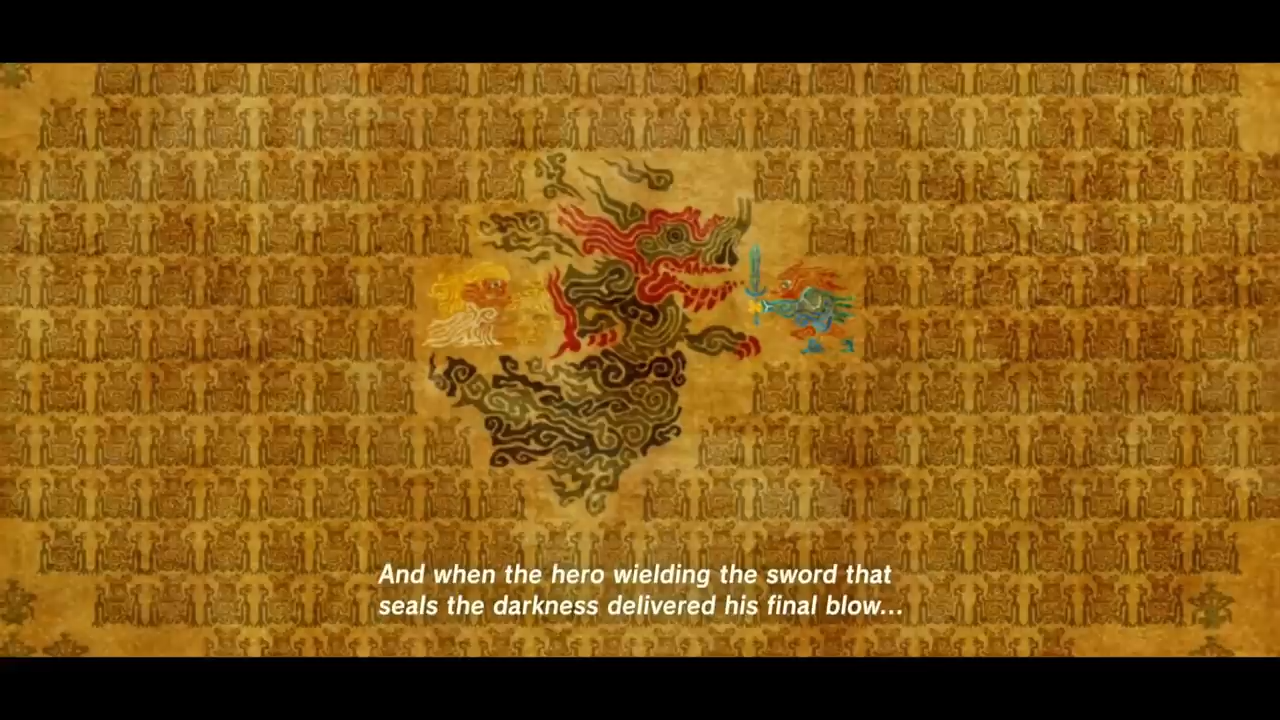 And when the hero wielding the sword that
seals the darkness delivered his final blow...